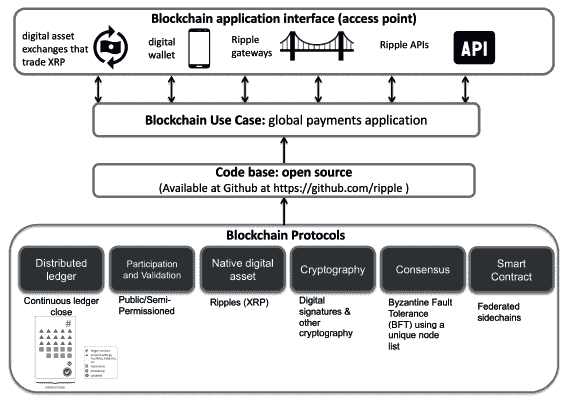 Blockchain application interface (access point)
digital asset
exchanges that
trade XRP
digital
wallet
Ripple
gateways
Ripple APIs
API
Blockchain Use Case: global payments application
Code base: open source
(Available at Github at https://github.com/ripple )
Blockchain Protocols
Distributed
ledger
Participation
and Validation
Native digital
asset
Cryptography
Consensus
Smart
Contract
Continuous ledger
close
Public/Semi-
Permissioned
Ripples (XRP)
Digital
signatures &
other
cryptography
Byzantine Fault
Tolerance
(BFT) using a
unique node
list
Federated
sidechains
#
#